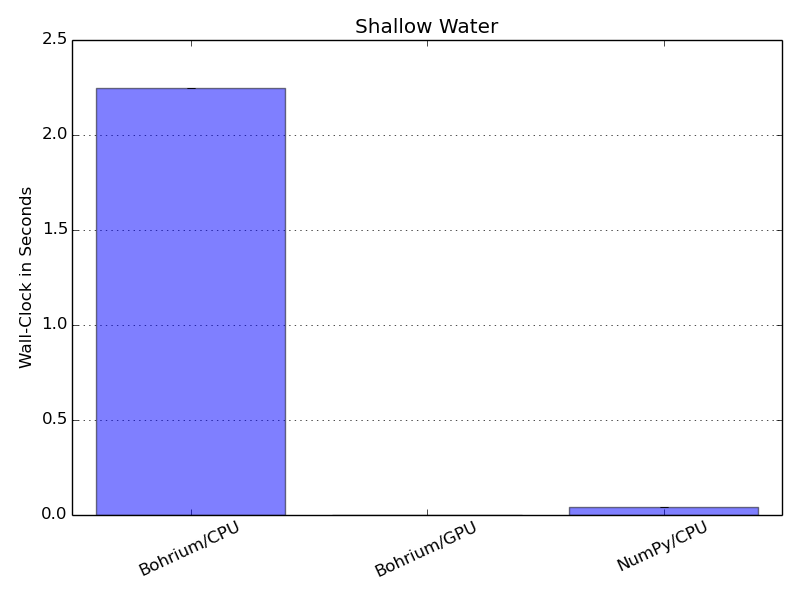 Shallow Water
Wall-Clock in Seconds
2.5
2.0
1.5
1.0
0.5
0.0
Bohrium/CPU
Bohrium/GPU
NumPy/CPU